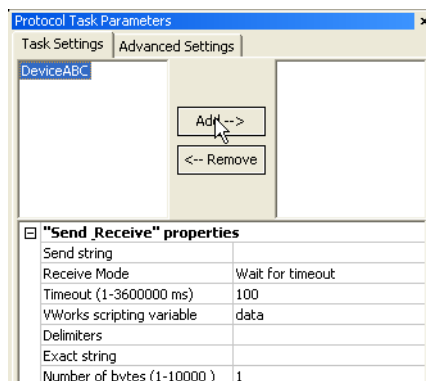 Protocol Task Parameters
Task Settings
Advanced Settings
DeviceABC
Add -->
<-- Remove
"Send_Receive" properties
Send string
Receive Mode Wait for timeout
Timeout (1-3600000 ms) 100
VWorks scripting variable data
Delimiters
Exact string
Number of bytes (1-10000 ) 1